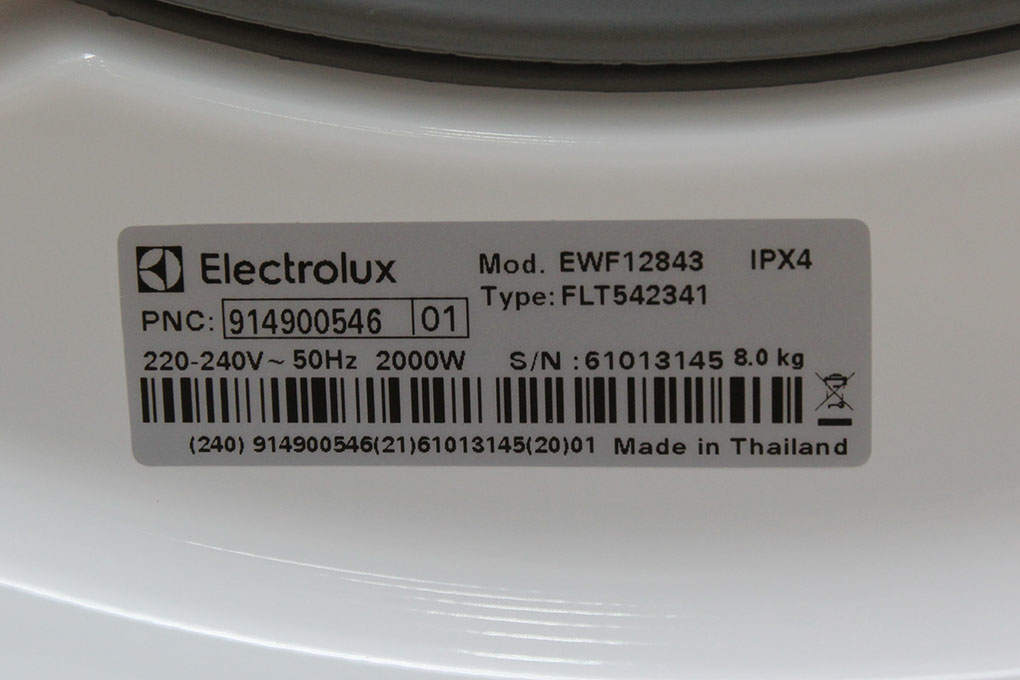 Electrolux Mod. EWF12843 IPX4
Type: FLT542341
PNC: 914900546 01
220-240V~ 50Hz 2000W S/N :61013145 8.0 kg
(240) 914900546(21)61013145(20)01 Made in Thailand